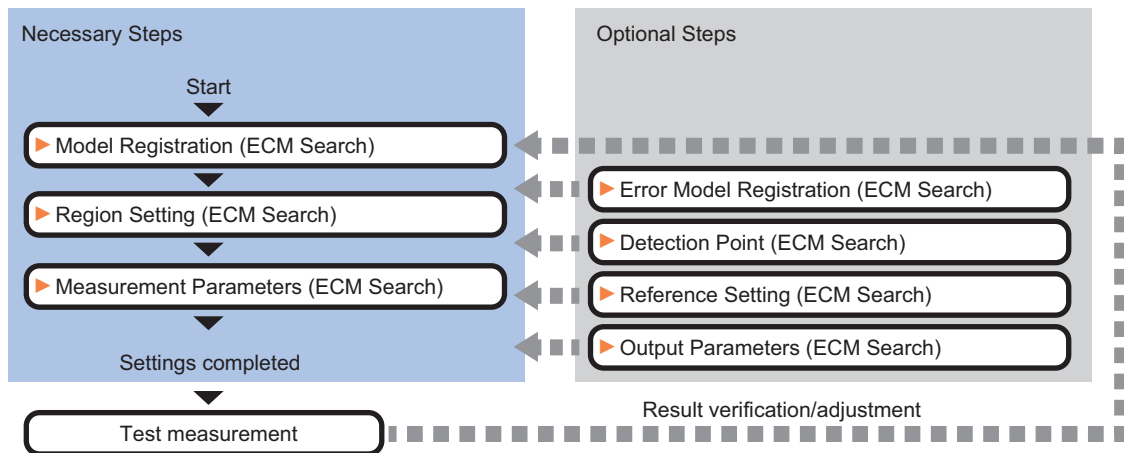 Necessary Steps
Start
Model Registration (ECM Search)
Region Setting (ECM Search)
Measurement Parameters (ECM Search)
Settings completed
Test measurement
Optional Steps
Error Model Registration (ECM Search)
Detection Point (ECM Search)
Reference Setting (ECM Search)
Output Parameters (ECM Search)
Result verification/adjustment